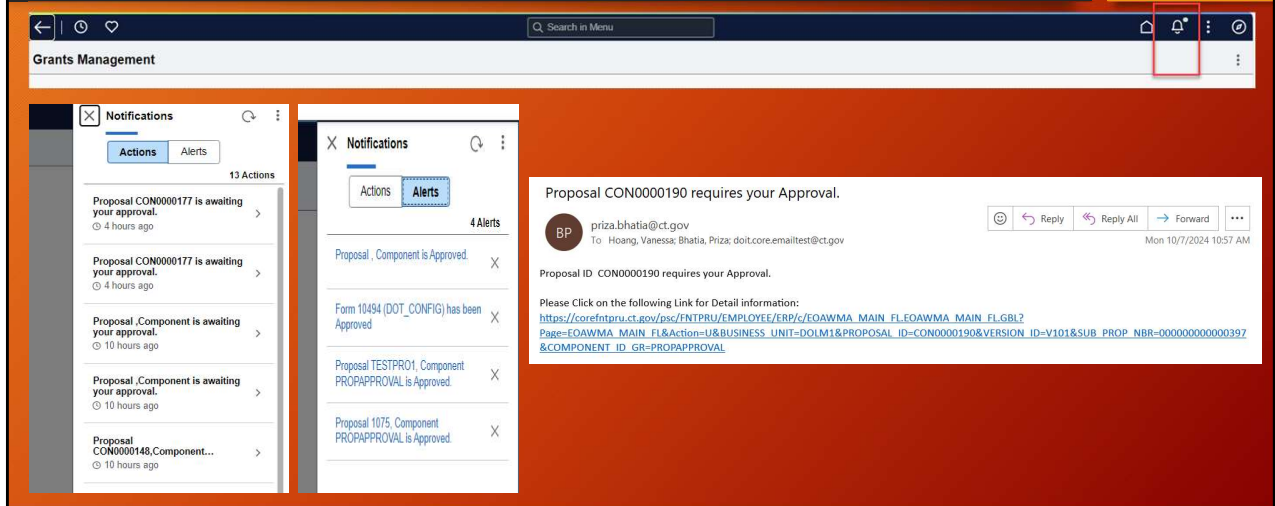 Search in Menu
Grants Management
Notifications
Actions Alerts
13 Actions
Proposal CON0000177 is awaiting
your approval.
4 hours ago
Proposal CON0000177 is awaiting
your approval.
4 hours ago
Proposal ,Component is awaiting
your approval.
10 hours ago
Proposal ,Component is awaiting
your approval.
10 hours ago
Proposal
CON0000148,Component...
10 hours ago
Notifications
Actions Alerts
4 Alerts
Proposal , Component is Approved.
Form 10494 (DOT_CONFIG) has been
Approved
Proposal TESTPRO1, Component
PROPAPPROVAL is Approved.
Proposal 1075, Component
PROPAPPROVAL is Approved.
Proposal CON0000190 requires your Approval.
BP
priza.bhatia@ct.gov
To Hoang, Vanessa; Bhatia, Priza; doit.core.emailtest@ct.gov
Reply Reply All Forward
Mon 10/7/2024 10:57 AM
Proposal ID CON0000190 requires your Approval.
Please Click on the following Link for Detail information:
https://corefntpru.ct.gov/psc/FNTPRU/EMPLOYEE/ERP/c/EOAWMA_MAIN_FL.EOAWMA_MAIN_FL.GBL?
Page=EOAWMA_MAIN_FL&Action=U&BUSINESS_UNIT=DOLM1&PROPOSAL_ID=CON0000190&VERSION_ID=V101&SUB_PROP_NBR=000000000000397
&COMPONENT_ID_GR=PROPAPPROVAL